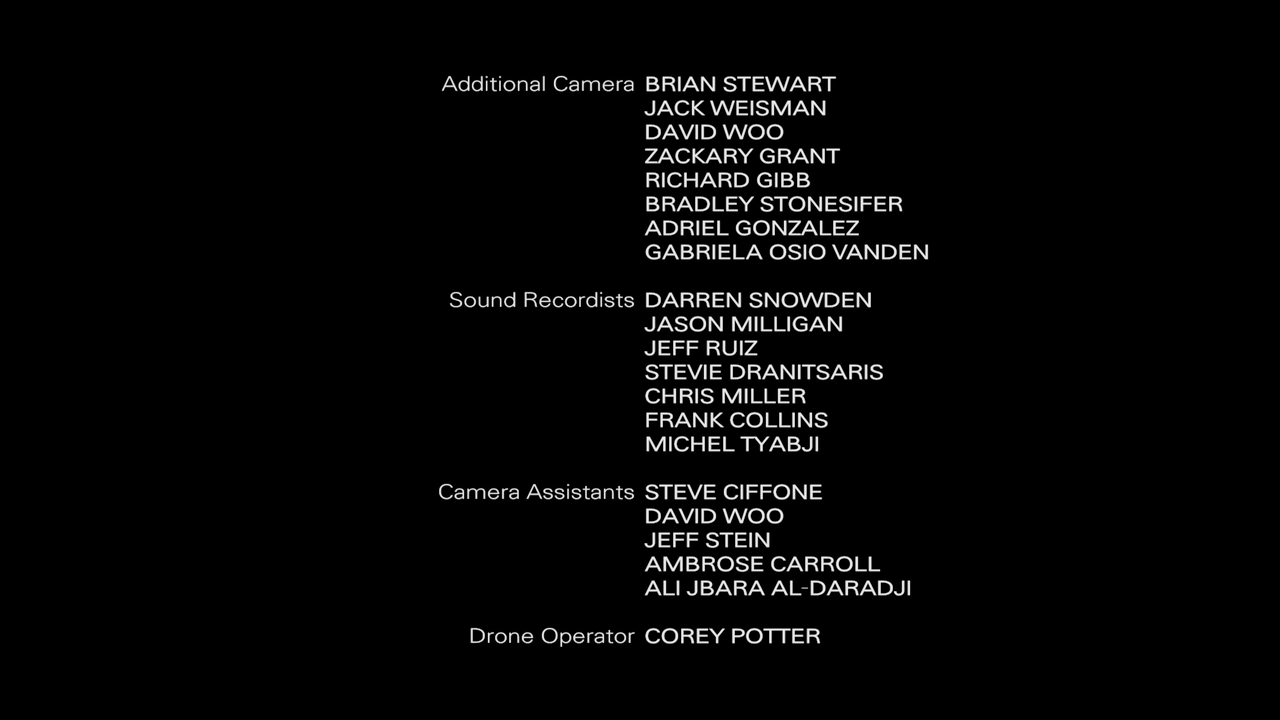 Additional Camera BRIAN STEWART
JACK WEISMAN
DAVID WOO
ZACKARY GRANT
RICHARD GIBB
BRADLEY STONESIFER
ADRIEL GONZALEZ
GABRIELA OSIO VANDEN
Sound Recordists DARREN SNOWDEN
JASON MILLIGAN
JEFF RUIZ
STEVIE DRANITSARIS
CHRIS MILLER
FRANK COLLINS
MICHEL TYABJI
Camera Assistants STEVE CIFFONE
DAVID WOO
JEFF STEIN
AMBROSE CARROLL
ALI JBARA AL-DARADJI
Drone Operator COREY POTTER